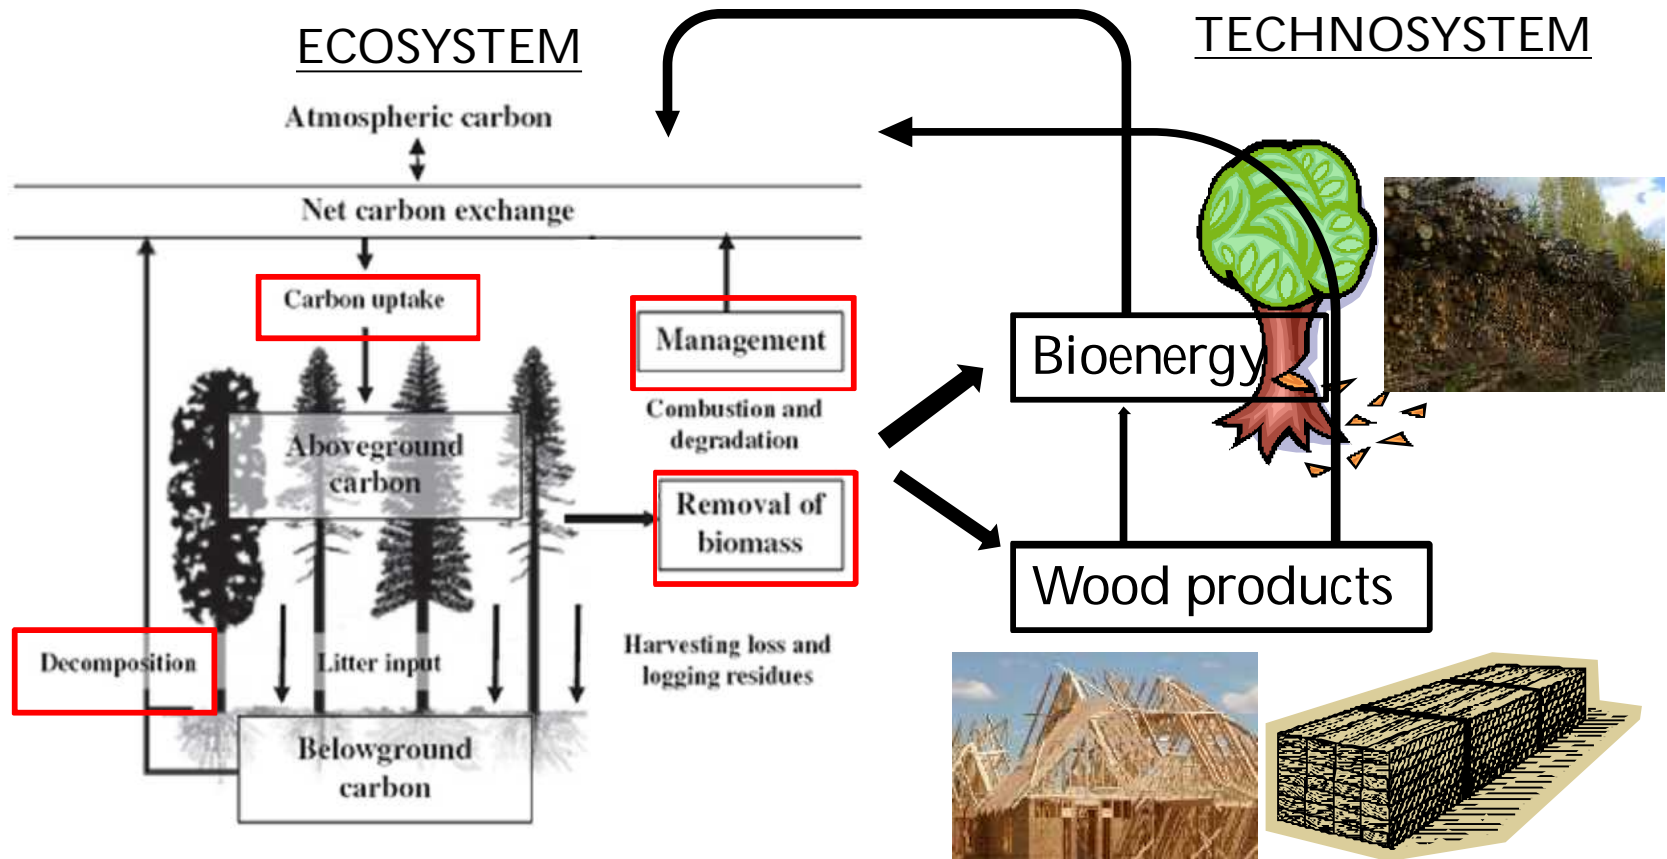 ECOSYSTEM
TECHNOSYSTEM
Atmospheric carbon
Net carbon exchange
Carbon uptake
Management
Combustion and
degradation
Bioenergy
Aboveground
carbon
Removal of
biomass
Wood products
Decomposition
Litter input
Harvesting loss and
logging residues
Belowground
carbon